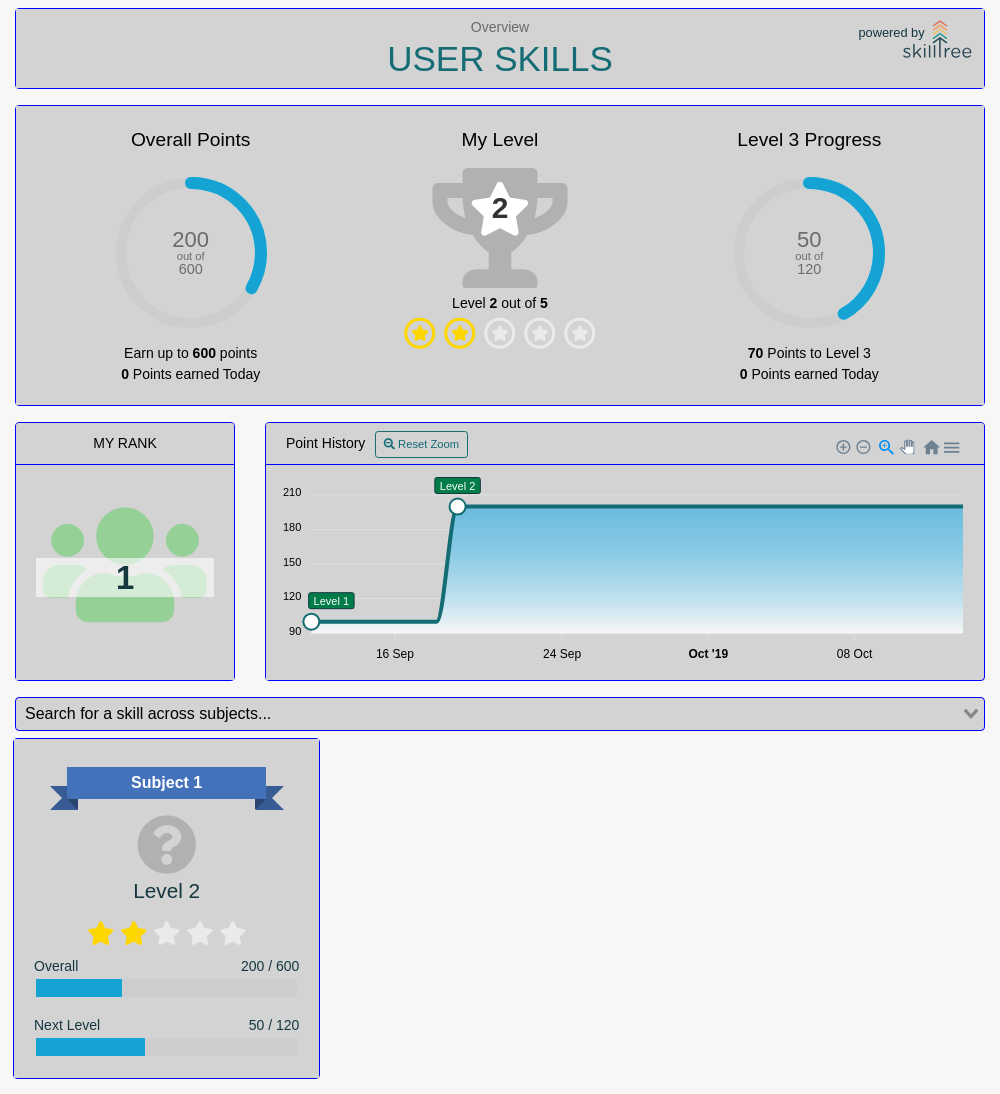 Overview
USER SKILLS
powered by
skilltree
Overall Points
200
out of
600
Earn up to 600 points
0 Points earned Today
My Level
2
Level 2 out of 5
Level 3 Progress
50
out of
120
70 Points to Level 3
0 Points earned Today
MY RANK
1
Point History
Reset Zoom
210
180
150
120
90
Level 1
Level 2
16 Sep
24 Sep
Oct '19
08 Oct
Search for a skill across subjects...
Subject 1
Level 2
Overall 200 / 600
Next Level 50 / 120